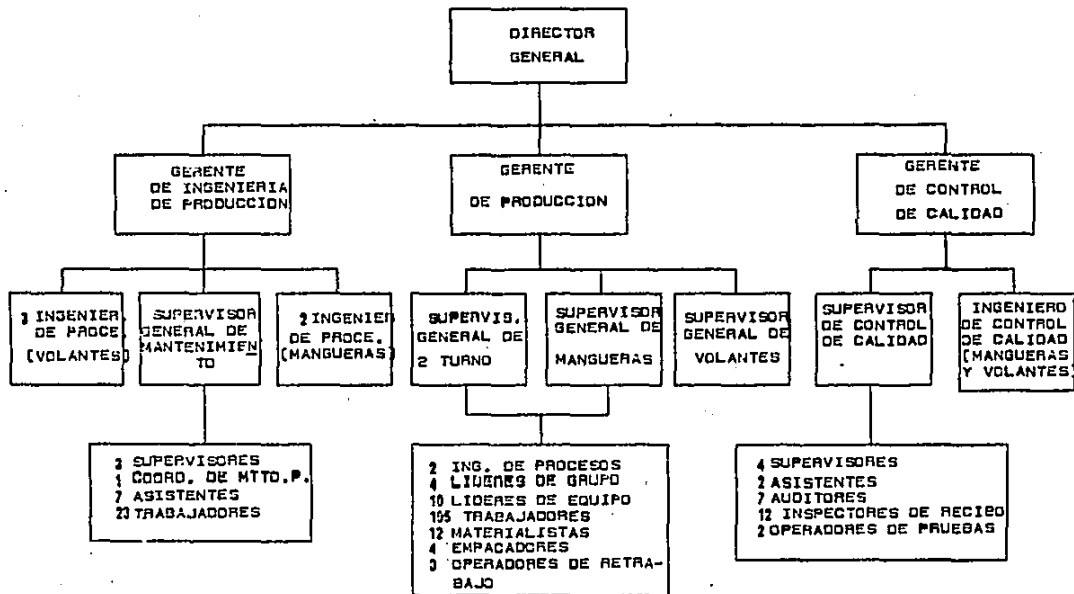 DIRECTOR
GENERAL
GERENTE
DE INGENIERIA
DE PRODUCCION
GERENTE
DE PRODUCCION
GERENTE
DE CONTROL
DE CALIDAD
3 INGENIER
DE PROCE.
(VOLANTES)
SUPERVISOR
GENERAL DE
MANTENIMIEN
TO
2 INGENIER
DE PROCE.
(MANGUERAS)
SUPERVIS.
GENERAL DE
2 TURNO
SUPERVISOR
GENERAL DE
MANGUERAS
SUPERVISOR
GENERAL DE
VOLANTES
SUPERVISOR
DE CONTROL
DE CALIDAD
INGENIERO
DE CONTROL
DE CALIDAD
(MANGUERAS
Y VOLANTES)
SUPERVISORES
1 COORD. DE MTTO.P.
7 ASISTENTES
23 TRABAJADORES
2 ING. DE PROCESOS
4 LIDERES DE GRUPO
10 LIDERES DE EQUIPO
195 TRABAJADORES
12 MATERIALISTAS
4 EMPACADORES
3 OPERADORES DE RETRA-
BAJO
4 SUPERVISORES
2 ASISTENTES
7 AUDITORES
12 INSPECTORES DE RECIBO
2 OPERADORES DE PRUEBAS